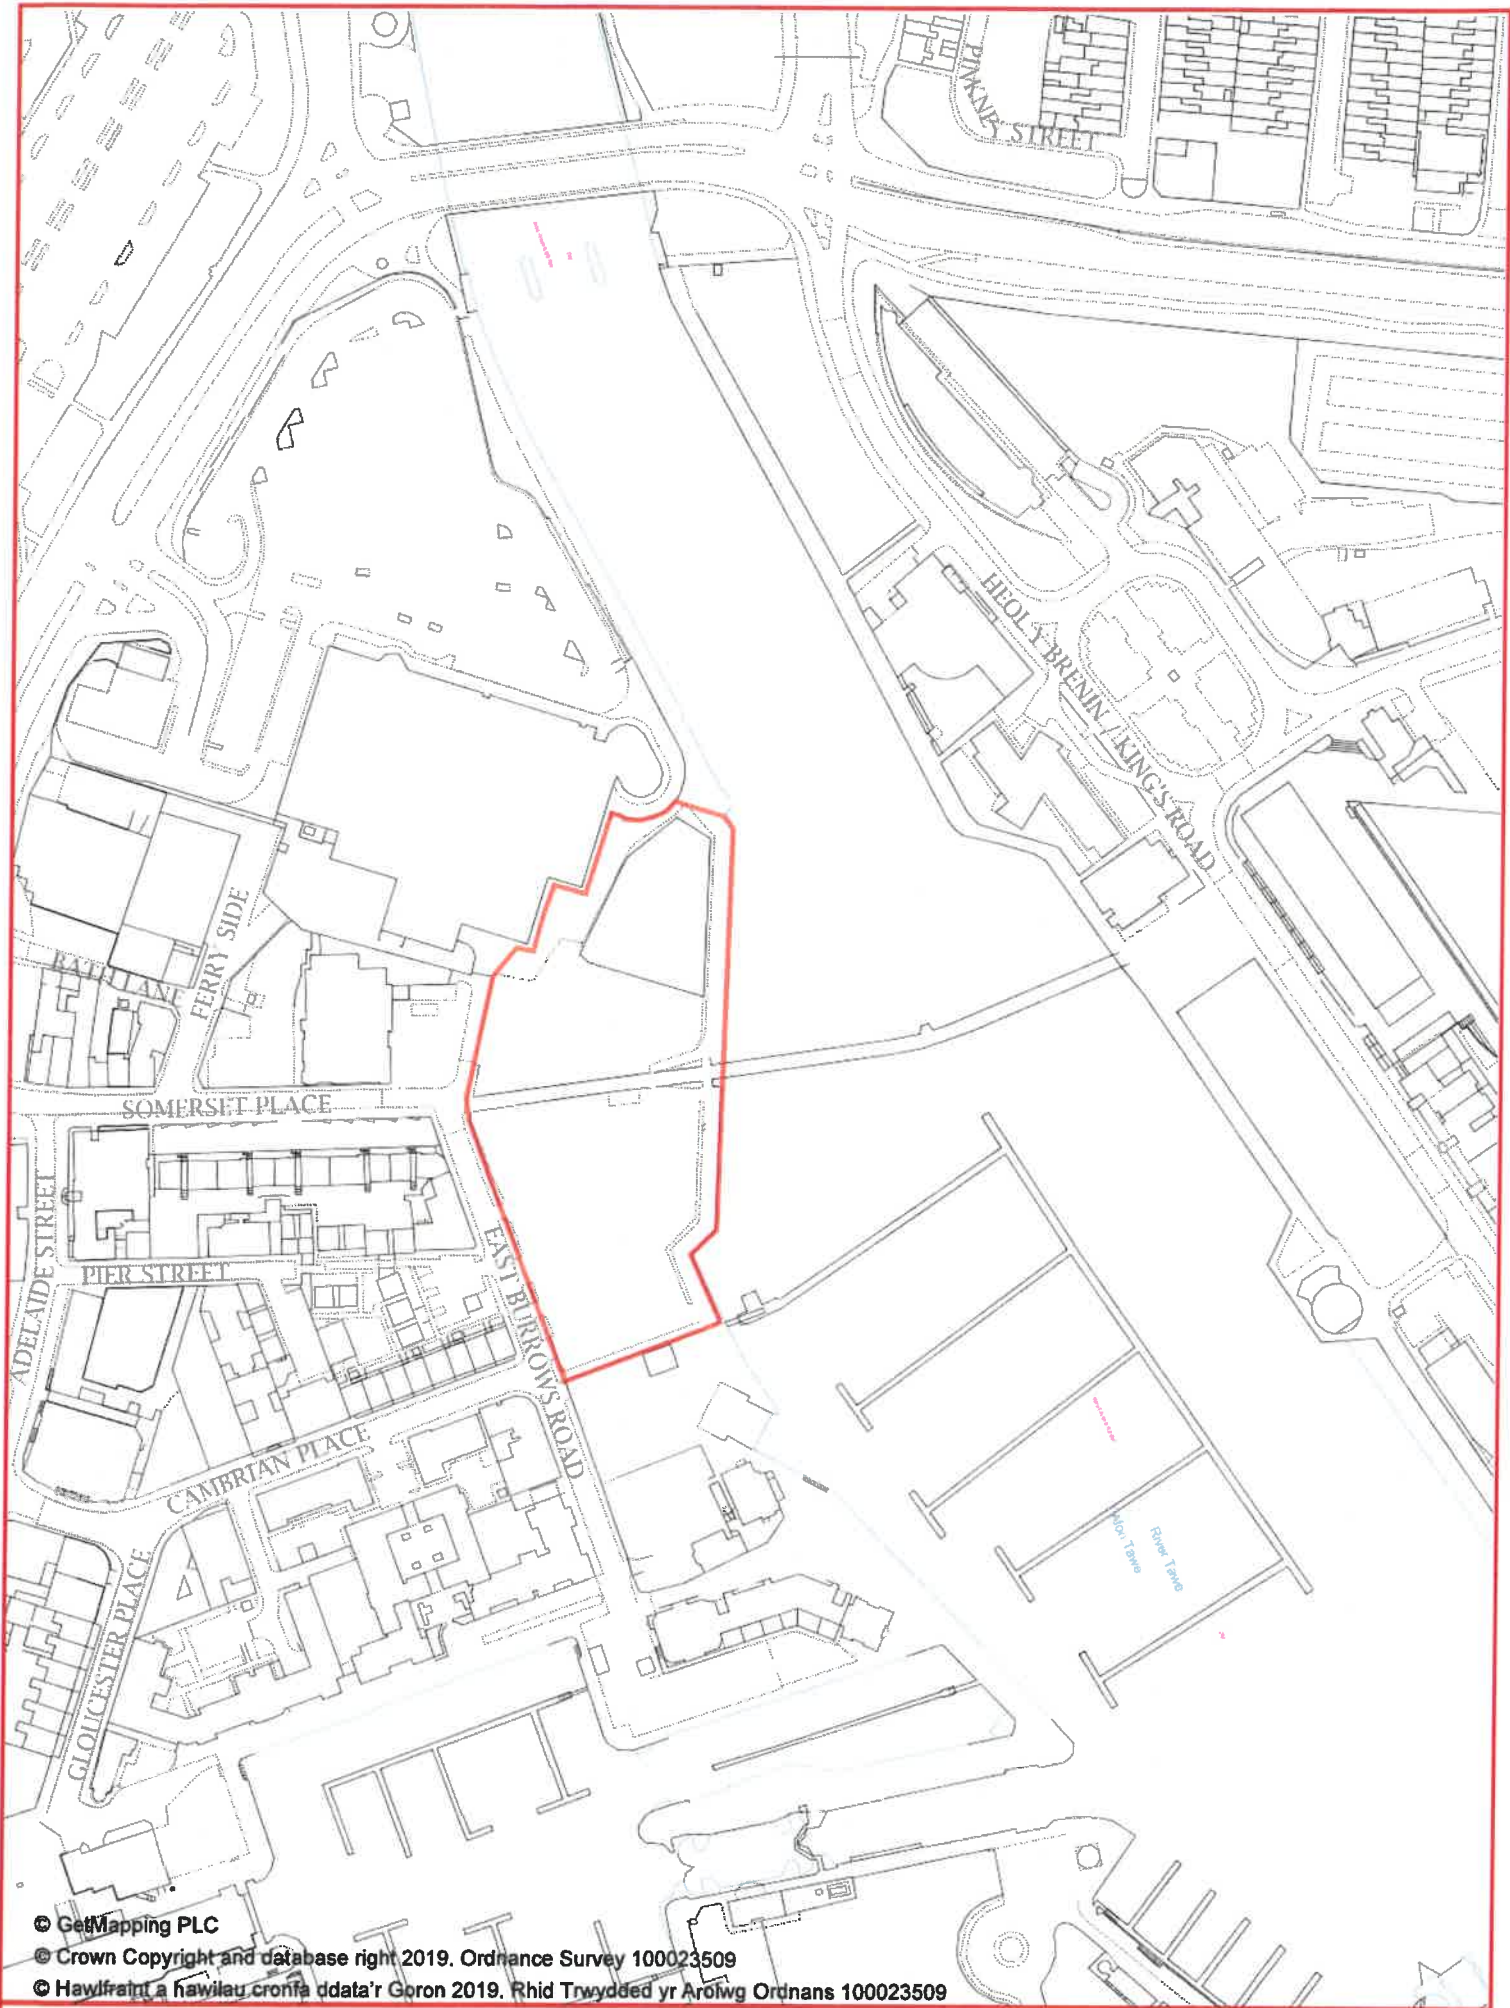 PINKNEY STREET
HEOL Y BRENIN / KING'S ROAD
FERRY SIDE
BATH LANE
SOMERSET PLACE
ADELAIDE STREET
PIER STREET
EAST BURROWS ROAD
CAMBRIAN PLACE
GLOUCESTER PLACE
River Tawe
Afon Tawe
© GetMapping PLC
© Crown Copyright and database right 2019. Ordnance Survey 100023509
© Hawlfraint a hawliau cronfa ddata'r Goron 2019. Rhid Trwydded yr Arolwg Ordnans 100023509